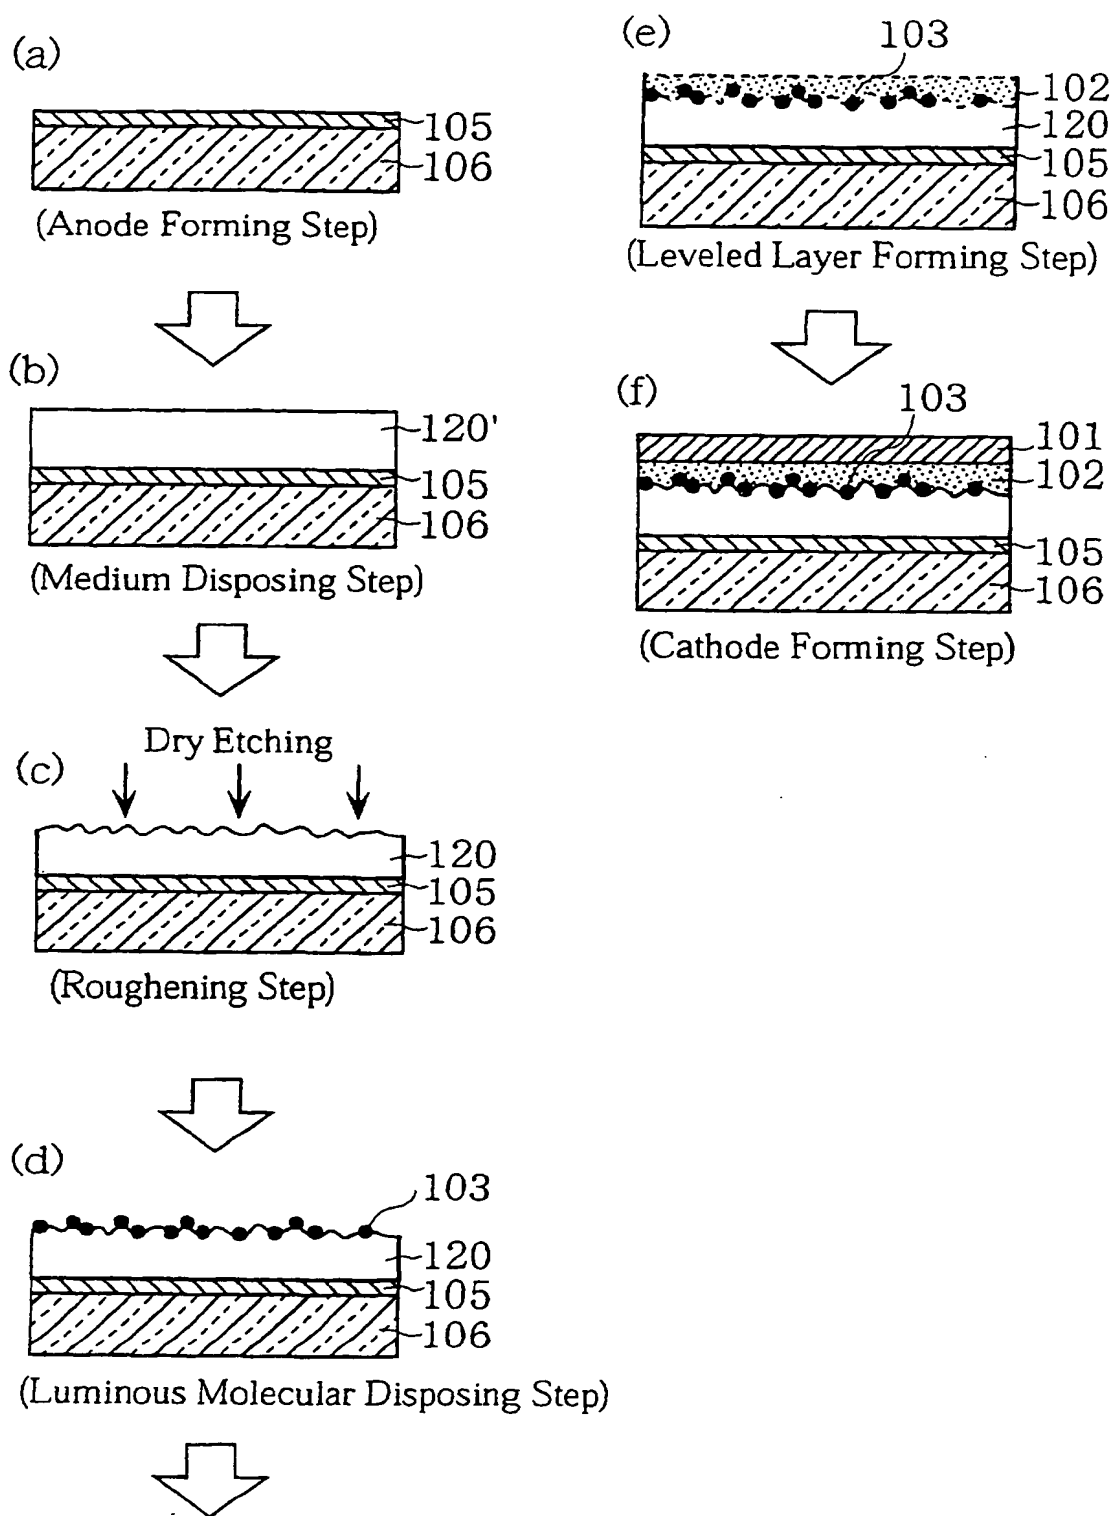 (a)
105
106
(Anode Forming Step)
(b)
120'
105
106
(Medium Disposing Step)
Dry Etching
(c)
120
105
106
(Roughening Step)
(d)
103
120
105
106
(Luminous Molecular Disposing Step)
(e)
103
102
120
105
106
(Leveled Layer Forming Step)
(f)
103
101
102
105
106
(Cathode Forming Step)